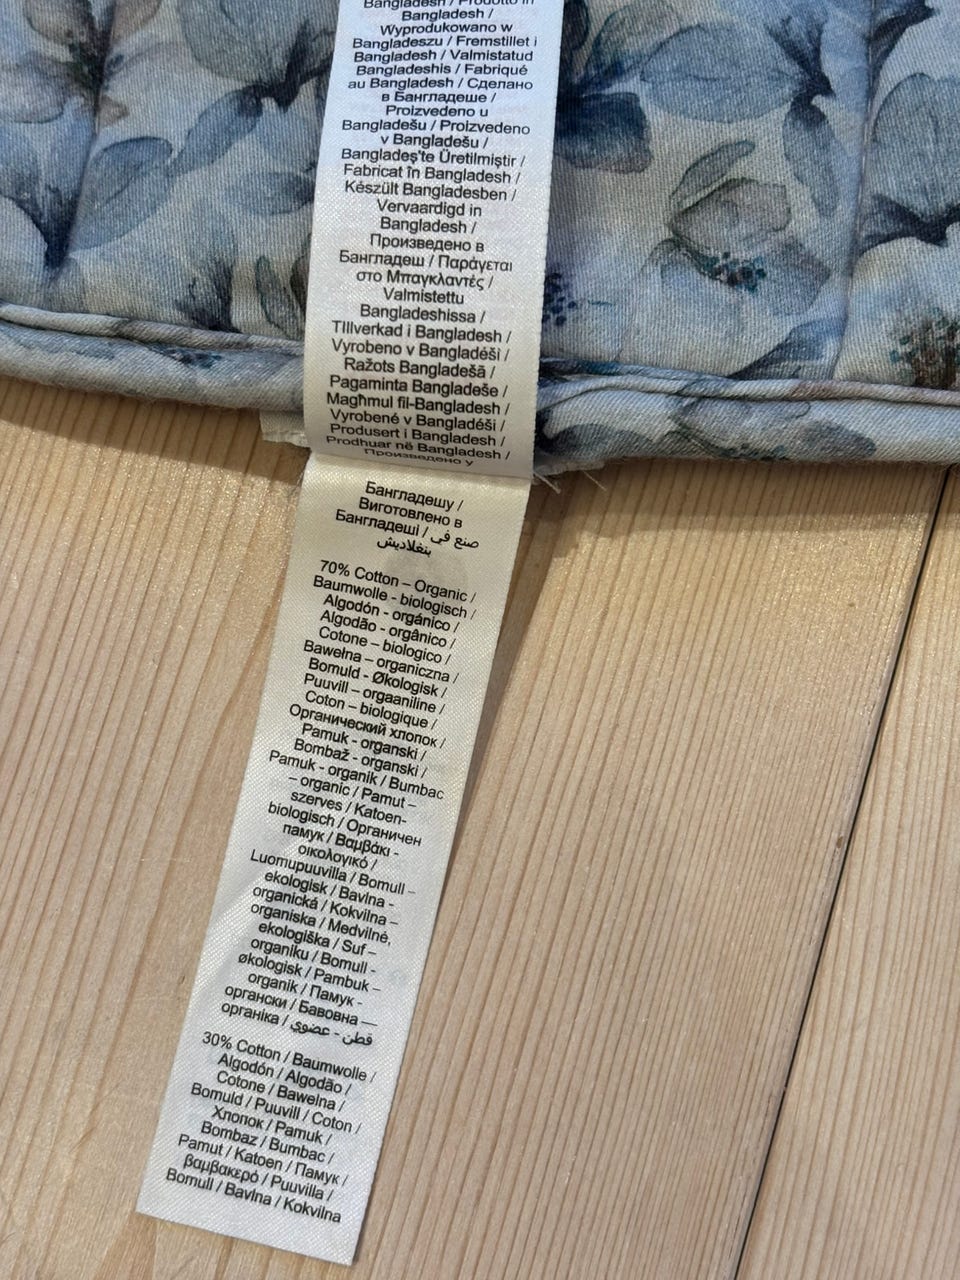 Bangladesh / Prodotto in
Bangladesh /
Wyprodukowano w
Bangladeszu / Fremstillet i
Bangladesh / Valmistatud
Bangladeshis / Fabriqué
au Bangladesh / Сделано
в Бангладеше /
Proizvedeno u
Bangladešu / Proizvedeno
v Bangladešu /
Bangladeş'te Üretilmiştir /
Fabricat în Bangladesh /
Készült Bangladesben /
Vervaardigd in
Bangladesh /
Произведено в
Бангладеш / Παράγεται
στο Μπαγκλαντές /
Valmistettu
Bangladeshissa /
TIllverkad i Bangladesh /
Vyrobeno v Bangladéši /
Ražots Bangladešā /
Pagaminta Bangladeše /
Magħmul fil-Bangladesh /
Vyrobené v Bangladéši /
Produsert i Bangladesh /
Prodhuar në Bangladesh /
Произведено у
Бангладешу /
Виготовлено в
Бангладеші / صنع في
بنغلاديش
70% Cotton – Organic /
Baumwolle - biologisch /
Algodón - orgánico /
Algodão - orgânico /
Cotone – biologico /
Bawełna – organiczna /
Bomuld - Økologisk /
Puuvill – orgaaniline /
Coton – biologique /
Органический хлопок /
Pamuk - organski /
Bombaž - organski /
Pamuk - organik / Bumbac
– organic / Pamut –
szerves / Katoen-
biologisch / Органичен
памук / Βαμβάκι -
οικολογικό /
Luomupuuvilla / Bomull –
ekologisk / Bavlna -
organická / Kokvilna –
organiska / Medvilnė,
ekologiška / Suf –
organiku / Bomull -
økologisk / Pambuk –
organik / Памук -
органски / Бавовна —
органіка / قطن - عضوي
30% Cotton / Baumwolle /
Algodón / Algodão /
Cotone / Bawełna /
Bomuld / Puuvill / Coton /
Хлопок / Pamuk /
Bombaz / Bumbac /
Pamut / Katoen / Памук /
βαμβακερό / Puuvilla /
Bomull / Bavlna / Kokvilna